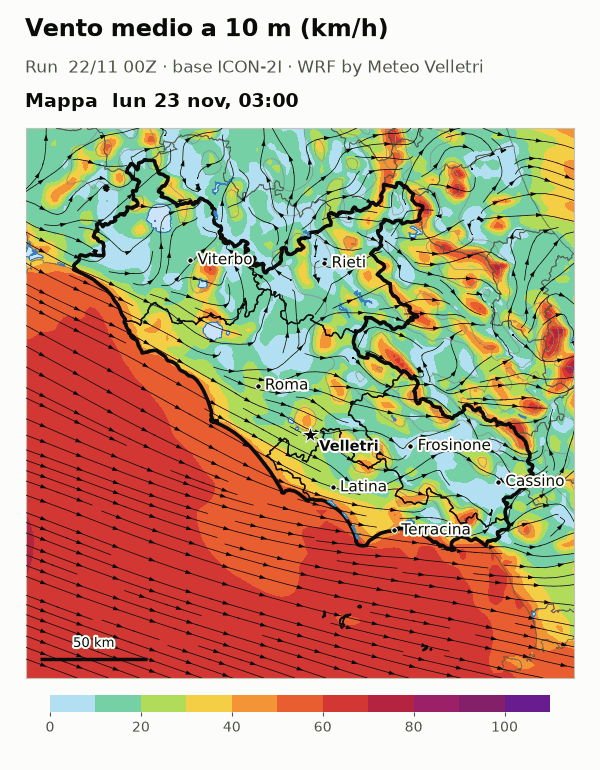 Vento medio a 10 m (km/h)
Run  22/11 00Z · base ICON-2I · WRF by Meteo Velletri
Mappa  lun 23 nov, 03:00
Viterbo
Rieti
Roma
Velletri
Frosinone
Cassino
Latina
Terracina
50 km
0 20 40 60 80 100